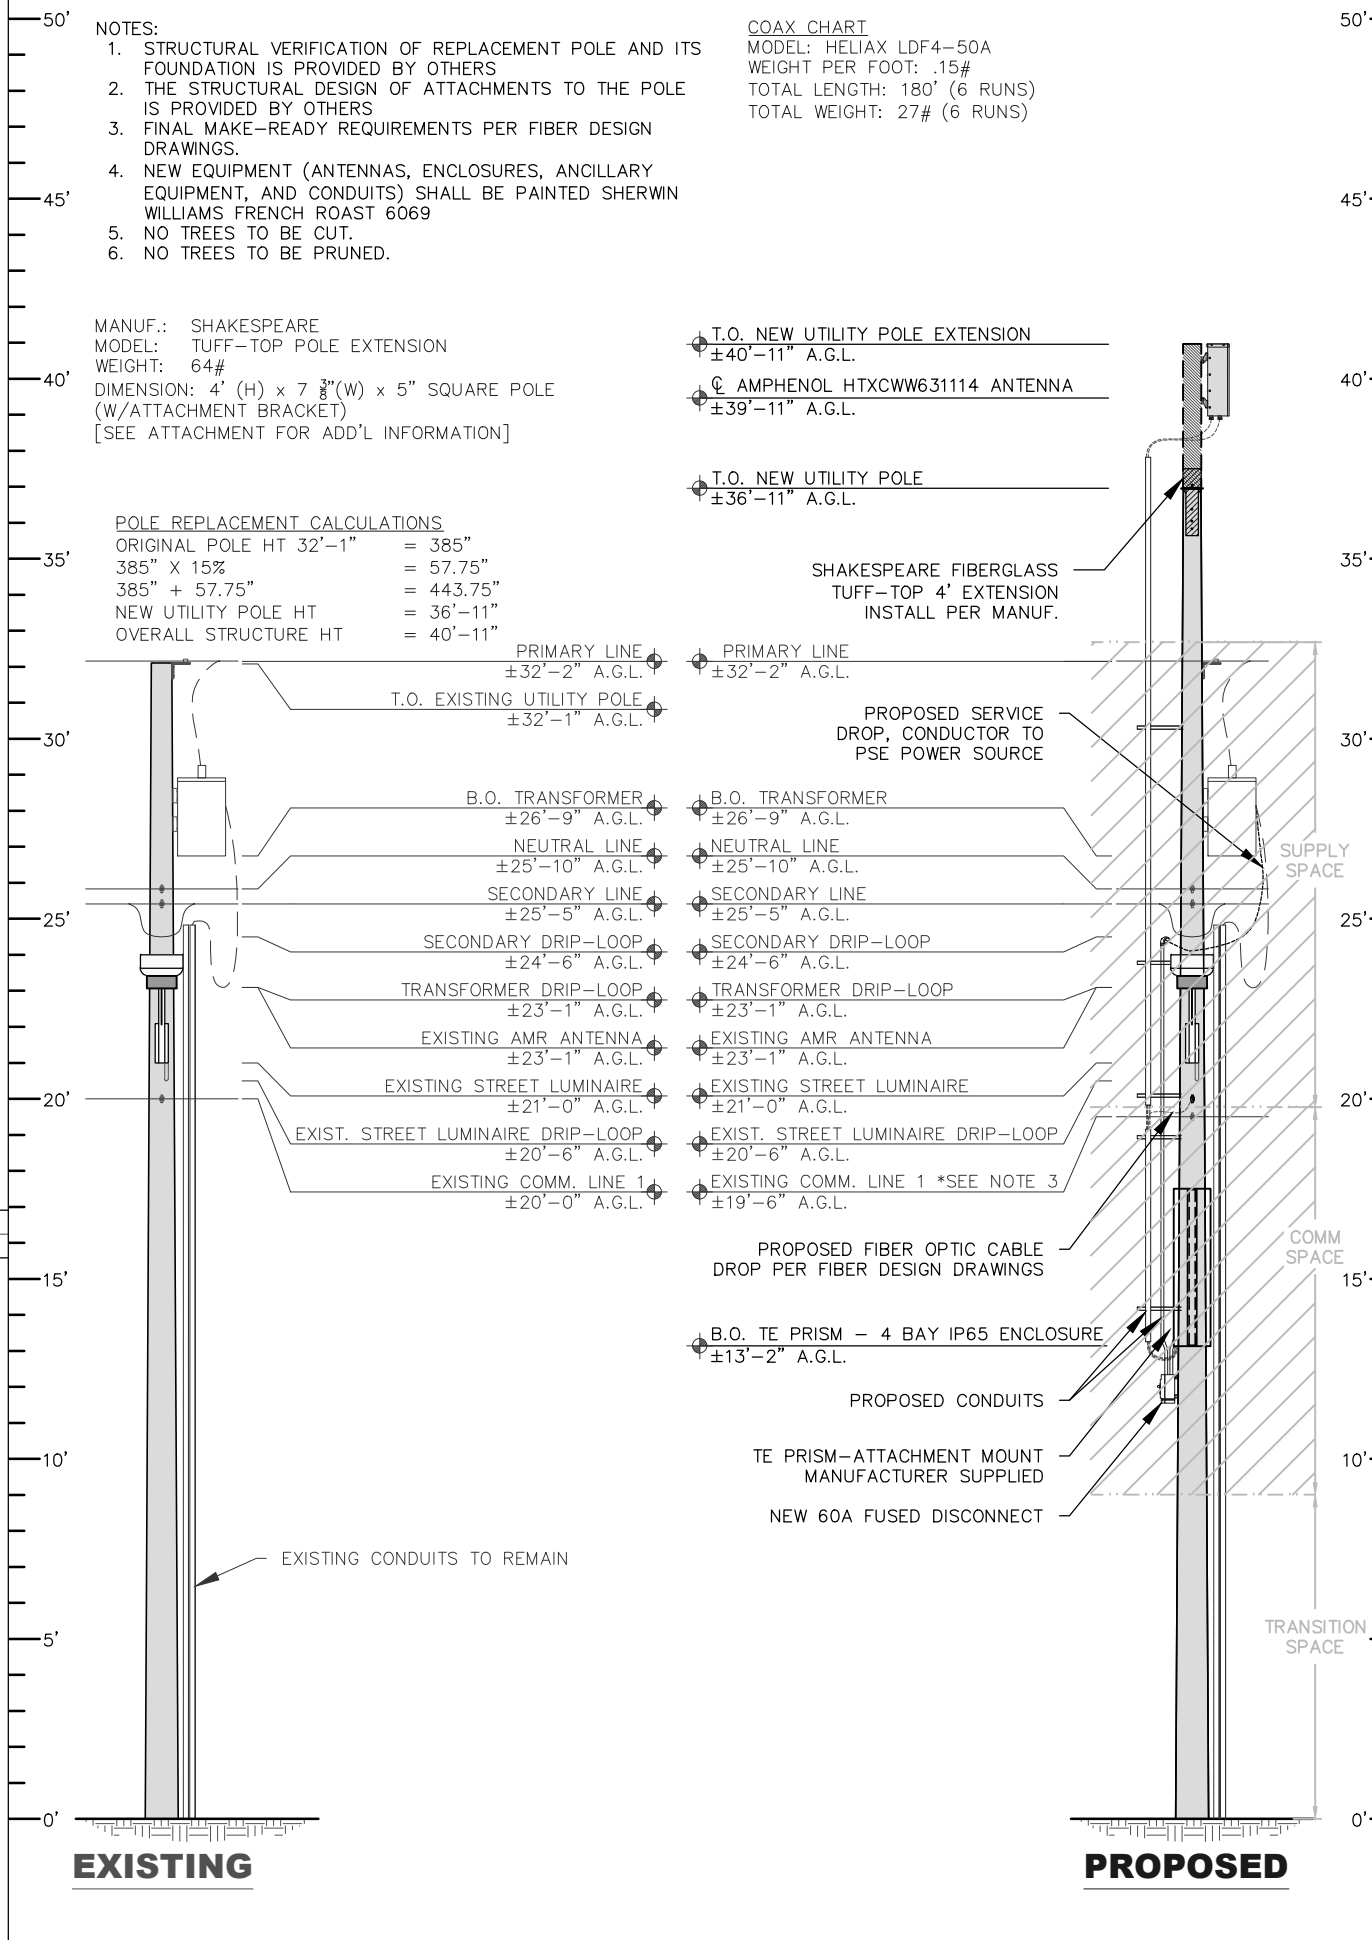 NOTES:
1. STRUCTURAL VERIFICATION OF REPLACEMENT POLE AND ITS
FOUNDATION IS PROVIDED BY OTHERS
2. THE STRUCTURAL DESIGN OF ATTACHMENTS TO THE POLE
IS PROVIDED BY OTHERS
3. FINAL MAKE-READY REQUIREMENTS PER FIBER DESIGN
DRAWINGS.
4. NEW EQUIPMENT (ANTENNAS, ENCLOSURES, ANCILLARY
EQUIPMENT, AND CONDUITS) SHALL BE PAINTED SHERWIN
WILLIAMS FRENCH ROAST 6069
5. NO TREES TO BE CUT.
6. NO TREES TO BE PRUNED.
COAX CHART
MODEL: HELIAX LDF4-50A
WEIGHT PER FOOT: .15#
TOTAL LENGTH: 180' (6 RUNS)
TOTAL WEIGHT: 27# (6 RUNS)
MANUF.: SHAKESPEARE
MODEL: TUFF-TOP POLE EXTENSION
WEIGHT: 64#
DIMENSION: 4' (H) x 7 3/8"(W) x 5" SQUARE POLE
(W/ATTACHMENT BRACKET)
[SEE ATTACHMENT FOR ADD'L INFORMATION]
POLE REPLACEMENT CALCULATIONS
ORIGINAL POLE HT 32'-1" = 385"
385" X 15% = 57.75"
385" + 57.75" = 443.75"
NEW UTILITY POLE HT = 36'-11"
OVERALL STRUCTURE HT = 40'-11"
50'
45'
40'
35'
30'
25'
20'
15'
10'
5'
0'
PRIMARY LINE
±32'-2" A.G.L.
T.O. EXISTING UTILITY POLE
±32'-1" A.G.L.
B.O. TRANSFORMER
±26'-9" A.G.L.
NEUTRAL LINE
±25'-10" A.G.L.
SECONDARY LINE
±25'-5" A.G.L.
SECONDARY DRIP-LOOP
±24'-6" A.G.L.
TRANSFORMER DRIP-LOOP
±23'-1" A.G.L.
EXISTING AMR ANTENNA
±23'-1" A.G.L.
EXISTING STREET LUMINAIRE
±21'-0" A.G.L.
EXIST. STREET LUMINAIRE DRIP-LOOP
±20'-6" A.G.L.
EXISTING COMM. LINE 1
±20'-0" A.G.L.
EXISTING CONDUITS TO REMAIN
EXISTING
T.O. NEW UTILITY POLE EXTENSION
±40'-11" A.G.L.
℄ AMPHENOL HTXCWW631114 ANTENNA
±39'-11" A.G.L.
T.O. NEW UTILITY POLE
±36'-11" A.G.L.
SHAKESPEARE FIBERGLASS
TUFF-TOP 4' EXTENSION
INSTALL PER MANUF.
PRIMARY LINE
±32'-2" A.G.L.
PROPOSED SERVICE
DROP, CONDUCTOR TO
PSE POWER SOURCE
B.O. TRANSFORMER
±26'-9" A.G.L.
NEUTRAL LINE
±25'-10" A.G.L.
SECONDARY LINE
±25'-5" A.G.L.
SECONDARY DRIP-LOOP
±24'-6" A.G.L.
TRANSFORMER DRIP-LOOP
±23'-1" A.G.L.
EXISTING AMR ANTENNA
±23'-1" A.G.L.
EXISTING STREET LUMINAIRE
±21'-0" A.G.L.
EXIST. STREET LUMINAIRE DRIP-LOOP
±20'-6" A.G.L.
EXISTING COMM. LINE 1 *SEE NOTE 3
±19'-6" A.G.L.
PROPOSED FIBER OPTIC CABLE
DROP PER FIBER DESIGN DRAWINGS
B.O. TE PRISM - 4 BAY IP65 ENCLOSURE
±13'-2" A.G.L.
PROPOSED CONDUITS
TE PRISM-ATTACHMENT MOUNT
MANUFACTURER SUPPLIED
NEW 60A FUSED DISCONNECT
SUPPLY
SPACE
COMM
SPACE
TRANSITION
SPACE
50'
45'
40'
35'
30'
25'
20'
15'
10'
5'
0'
PROPOSED